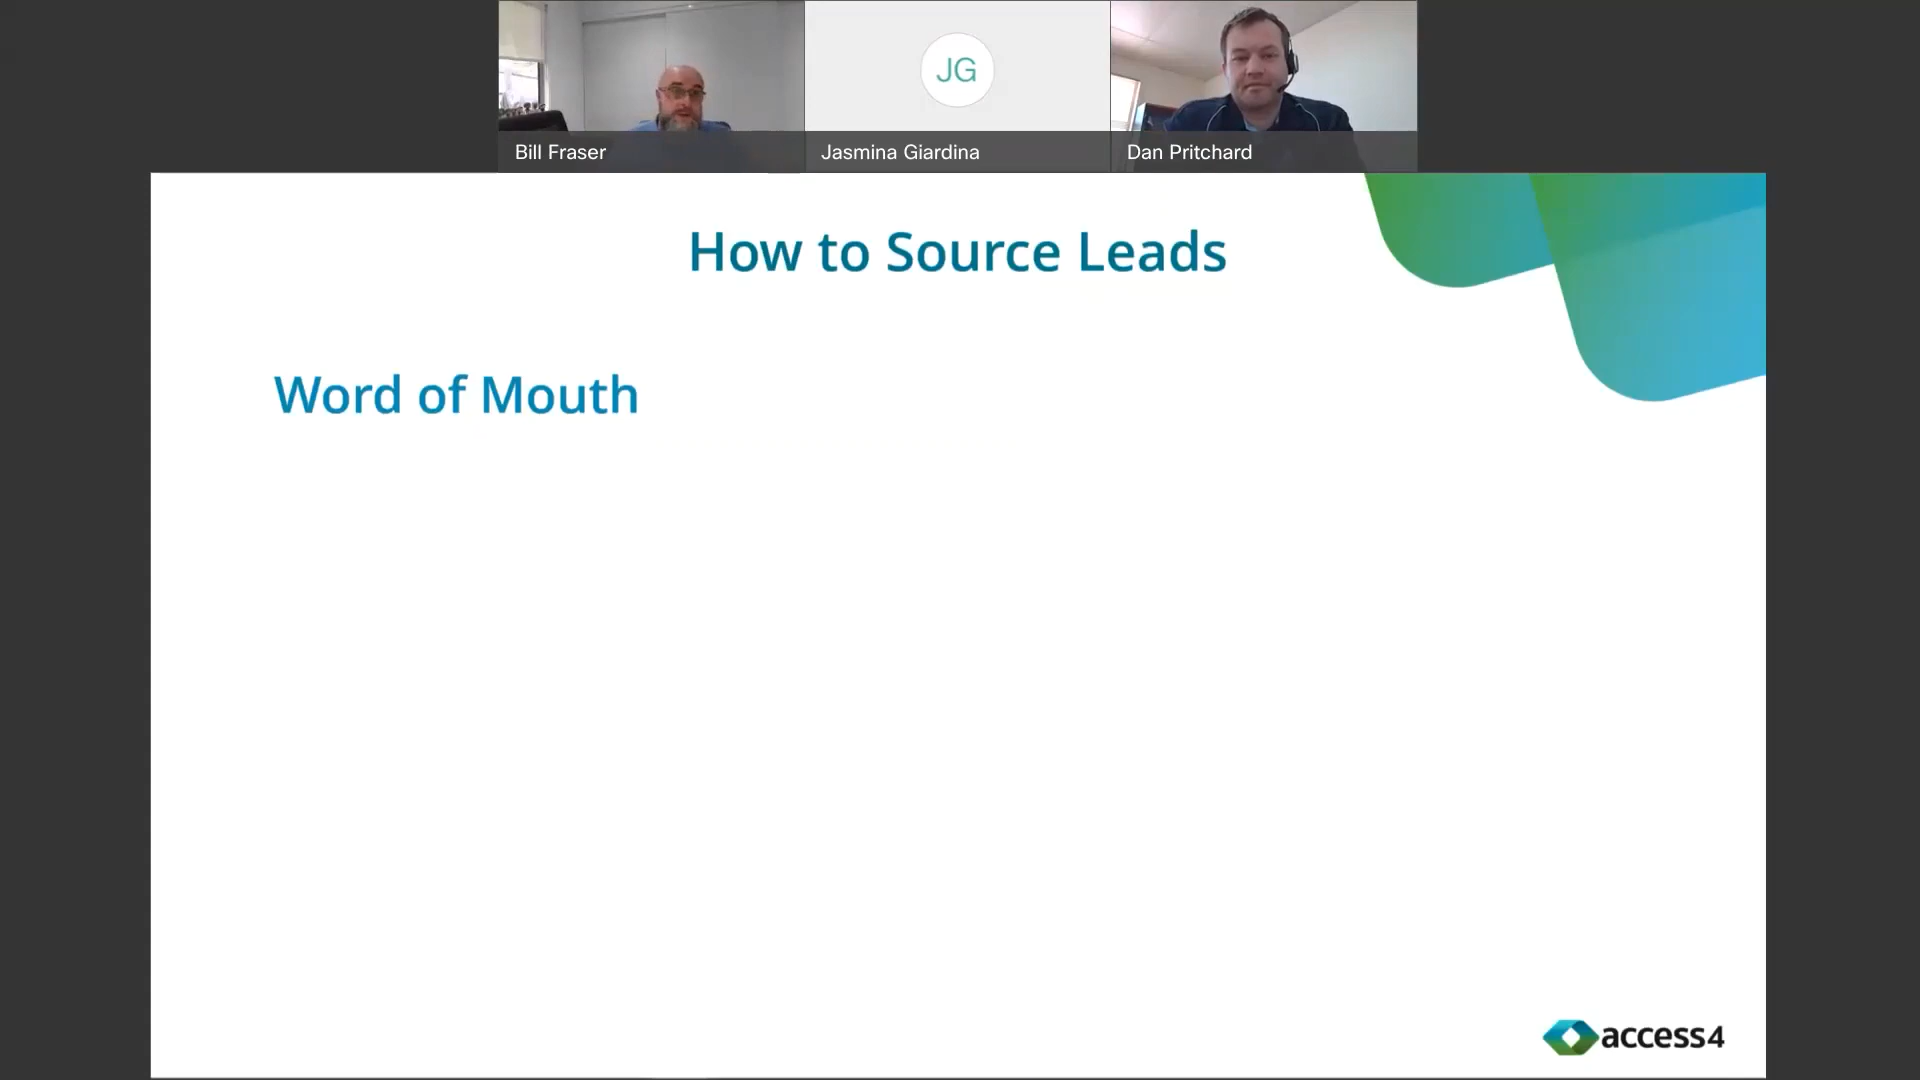 JG
Bill Fraser
Jasmina Giardina
Dan Pritchard
How to Source Leads
Word of Mouth
access4